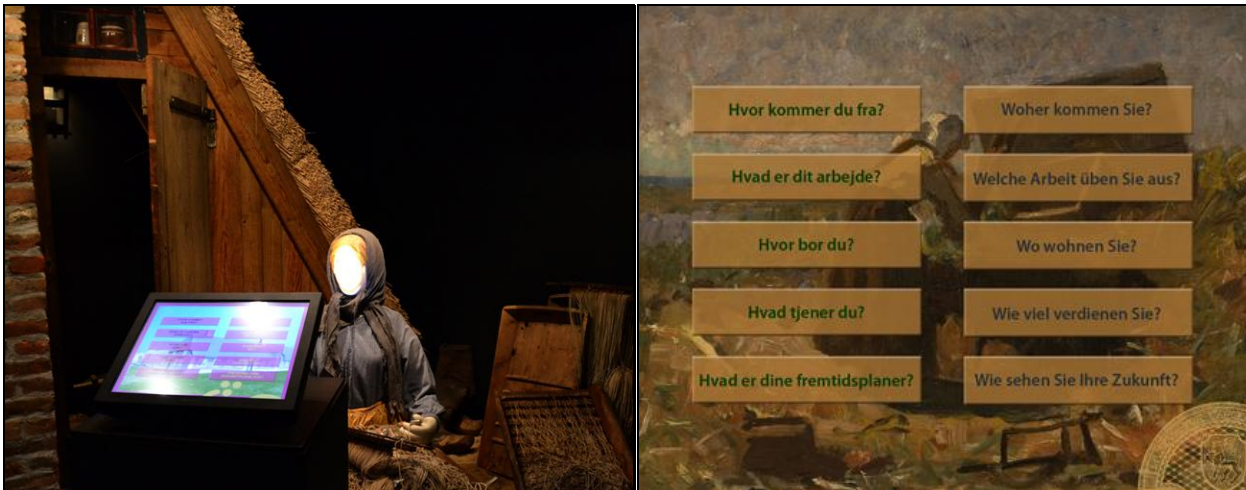 Hvor kommer du fra?
Woher kommen Sie?
Hvad er dit arbejde?
Welche Arbeit üben Sie aus?
Hvor bor du?
Wo wohnen Sie?
Hvad tjener du?
Wie viel verdienen Sie?
Hvad er dine fremtidsplaner?
Wie sehen Sie Ihre Zukunft?